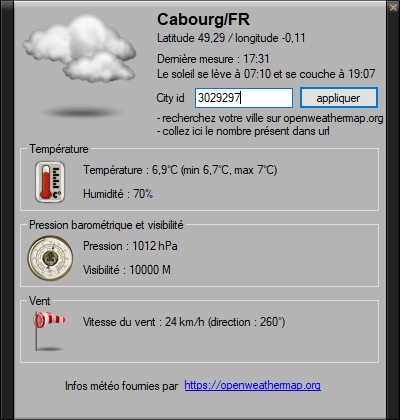 Cabourg/FR
Latitude 49,29 / longitude -0,11
Dernière mesure : 17:31
Le soleil se lève à 07:10 et se couche à 19:07
City id 3029297 appliquer
- recherchez votre ville sur openweathermap.org
- collez ici le nombre présent dans url
Température
Température : 6,9°C (min 6,7°C, max 7°C)
Humidité : 70%
Pression barométrique et visibilité
Pression : 1012 hPa
Visibilité : 10000 M
Vent
Vitesse du vent : 24 km/h (direction : 260°)
Infos météo fournies par https://openweathermap.org